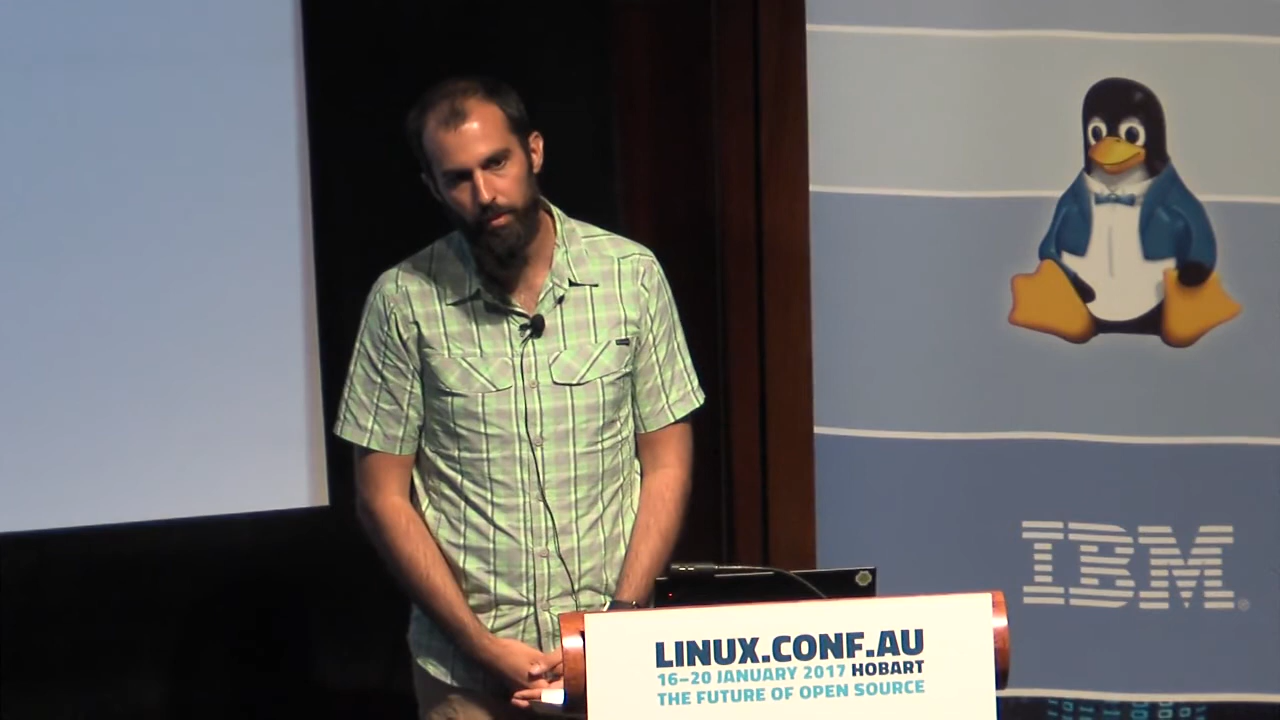 IBM
LINUX.CONF.AU
16–20 JANUARY 2017 HOBART
THE FUTURE OF OPEN SOURCE